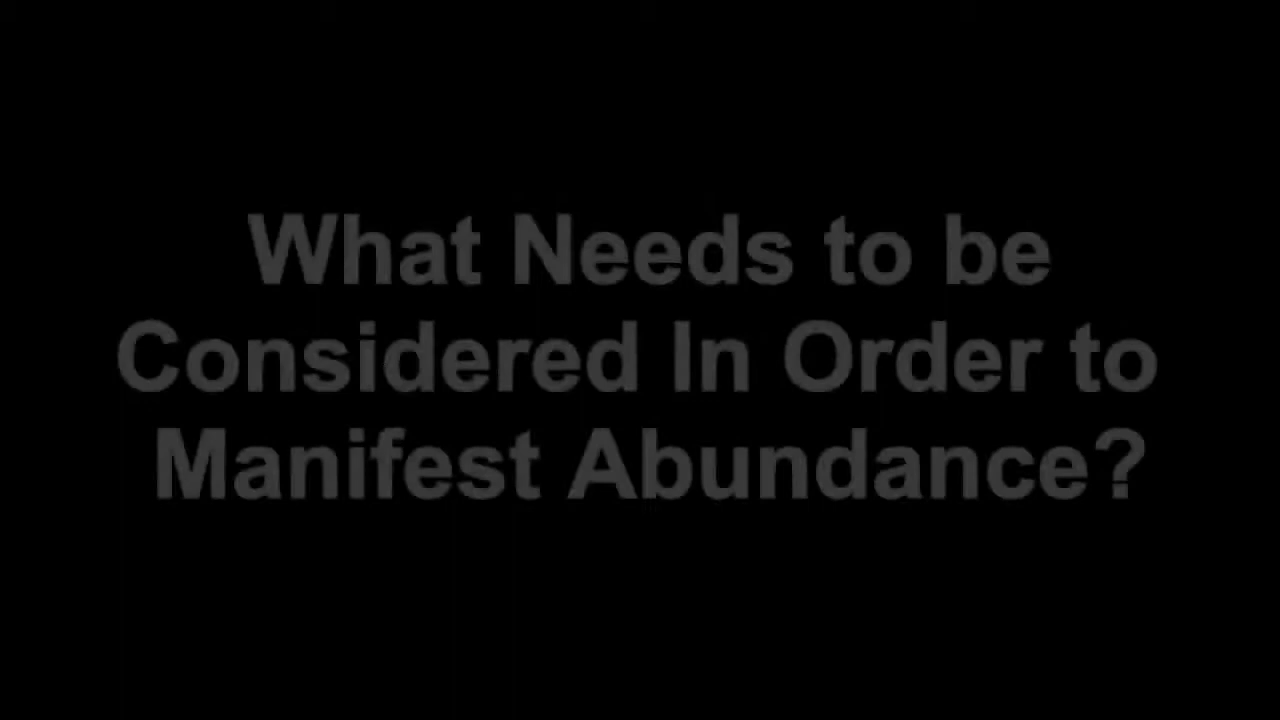 What Needs to be
Considered In Order to
Manifest Abundance?